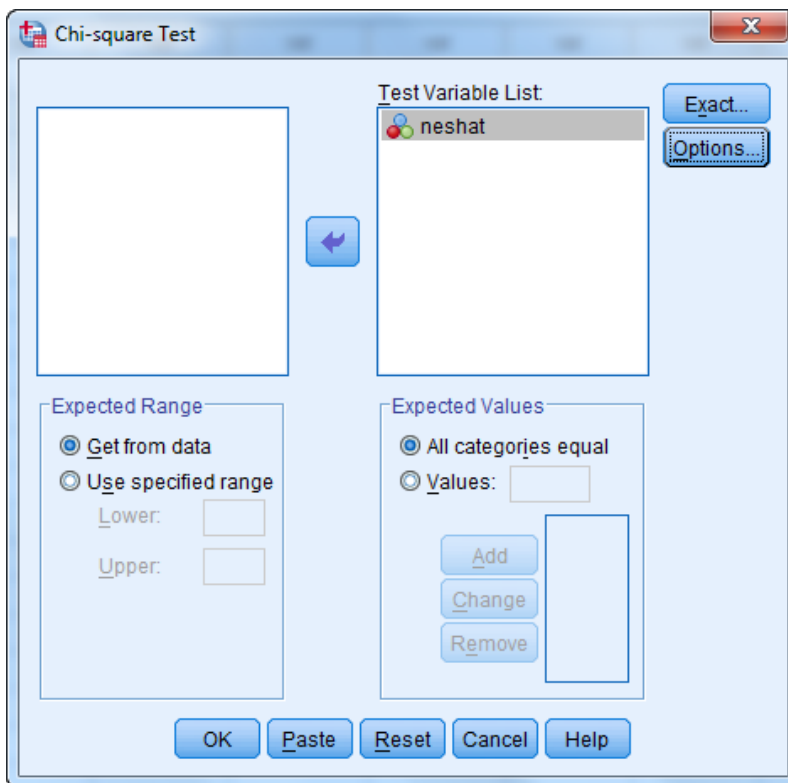 Chi-square Test
Test Variable List:
neshat
Exact...
Options...
Expected Range
Get from data
Use specified range
Lower:
Upper:
Expected Values
All categories equal
Values:
Add
Change
Remove
OK
Paste
Reset
Cancel
Help